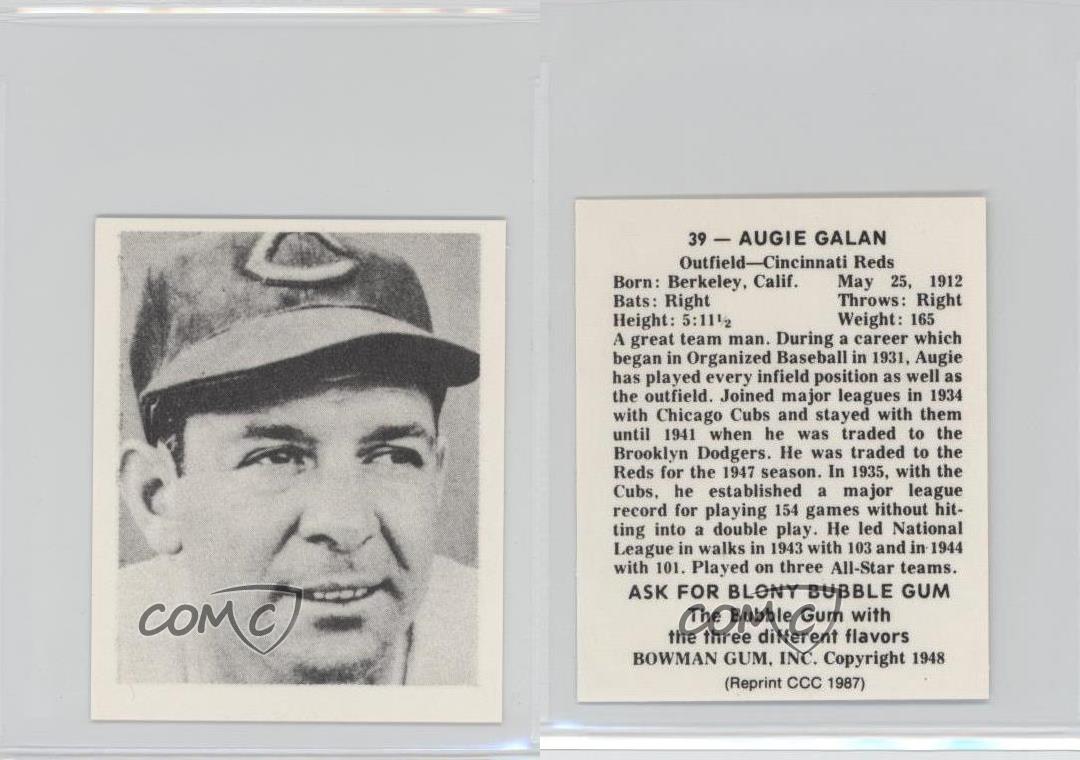 C
COMC
39 — AUGIE GALAN
Outfield—Cincinnati Reds
Born: Berkeley, Calif. May 25, 1912
Bats: Right Throws: Right
Height: 5:11½ Weight: 165
A great team man. During a career which
began in Organized Baseball in 1931, Augie
has played every infield position as well as
the outfield. Joined major leagues in 1934
with Chicago Cubs and stayed with them
until 1941 when he was traded to the
Brooklyn Dodgers. He was traded to the
Reds for the 1947 season. In 1935, with the
Cubs, he established a major league
record for playing 154 games without hit-
ting into a double play. He led National
League in walks in 1943 with 103 and in 1944
with 101. Played on three All-Star teams.
ASK FOR BLONY BUBBLE GUM
The Bubble Gum with
the three different flavors
BOWMAN GUM, INC. Copyright 1948
(Reprint CCC 1987)
COMC